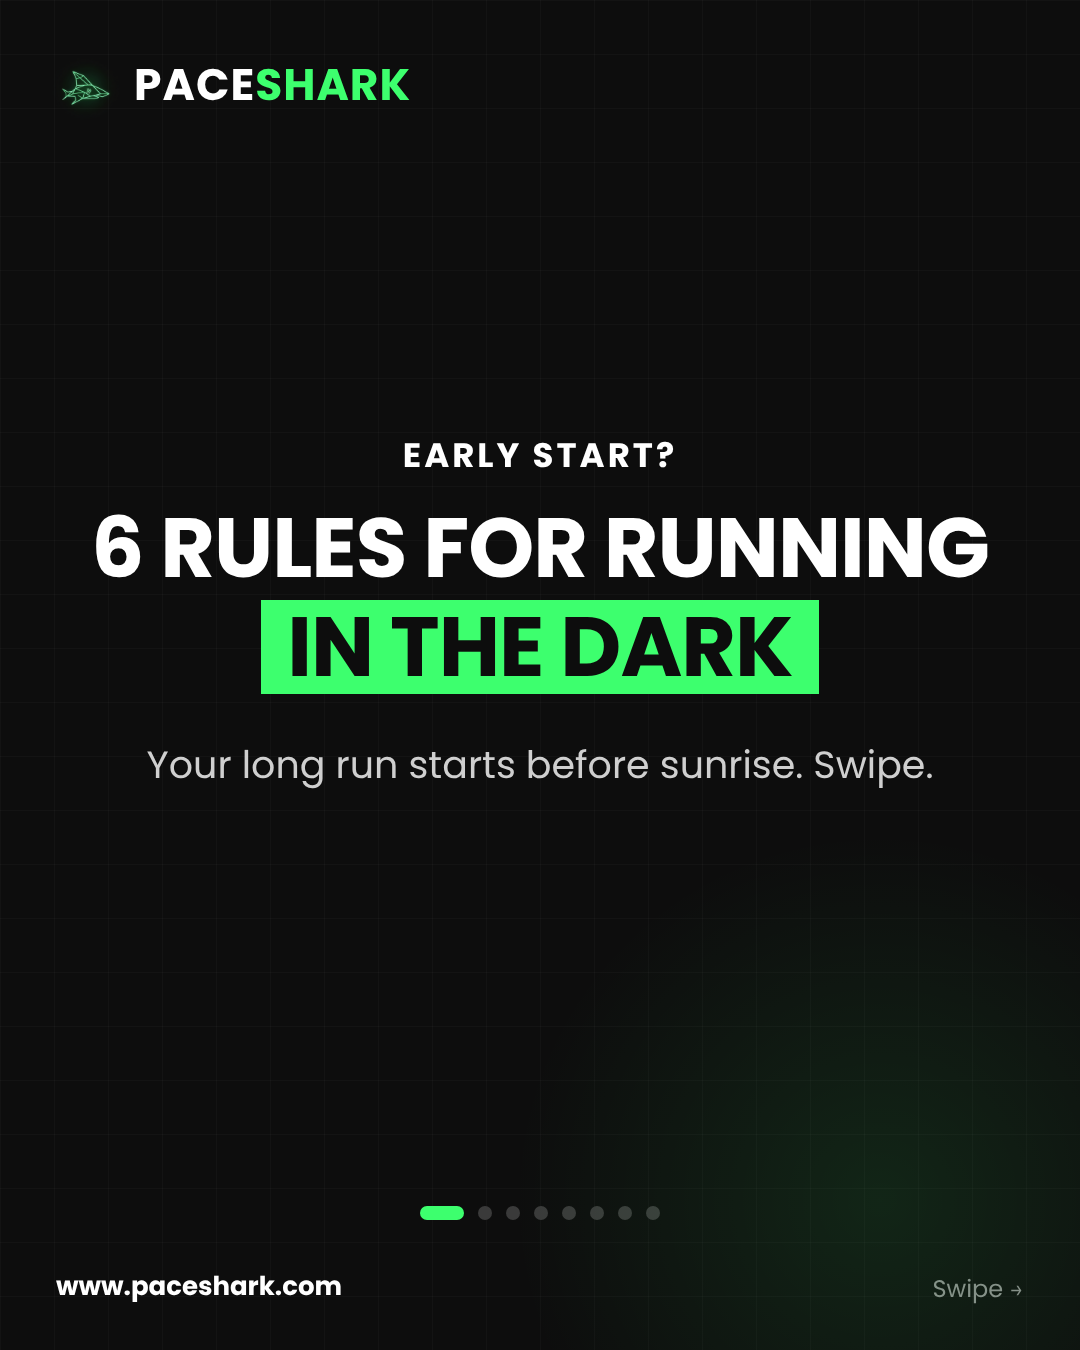 PACESHARK
EARLY START?
6 RULES FOR RUNNING
IN THE DARK
Your long run starts before sunrise. Swipe.
www.paceshark.com
Swipe →